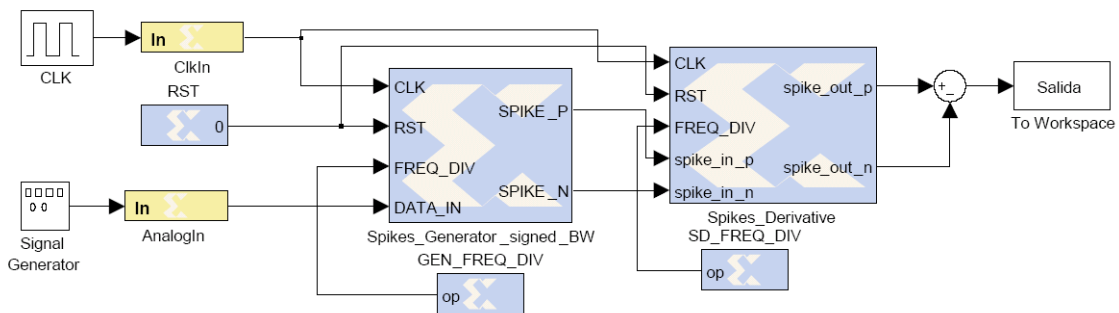 CLK
In
ClkIn
RST
0
Signal
Generator
In
AnalogIn
CLK
RST
FREQ_DIV
DATA_IN
SPIKE_P
SPIKE_N
Spikes_Generator_signed_BW
GEN_FREQ_DIV
op
CLK
RST
FREQ_DIV
spike_in_p
spike_in_n
spike_out_p
spike_out_n
Spikes_Derivative
SD_FREQ_DIV
op
+
-
Salida
To Workspace